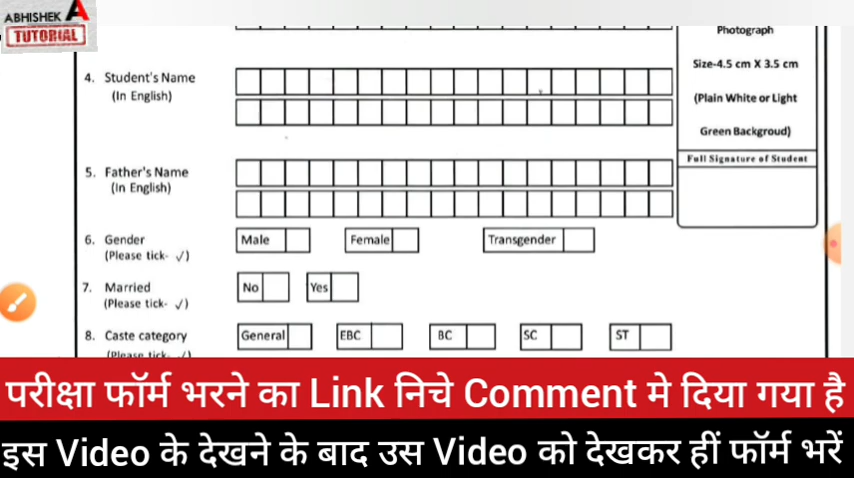 ABHISHEK A
TUTORIAL
Photograph
Size-4.5 cm X 3.5 cm
(Plain White or Light
Green Backgroud)
Full Signature of Student
4. Student's Name
(In English)
5. Father's Name
(In English)
6. Gender
(Please tick- √)
Male
Female
Transgender
7. Married
(Please tick- √)
No
Yes
8. Caste category
(Please tick- √)
General
EBC
BC
SC
ST
परीक्षा फॉर्म भरने का Link निचे Comment मे दिया गया है
इस Video के देखने के बाद उस Video को देखकर हीं फॉर्म भरें